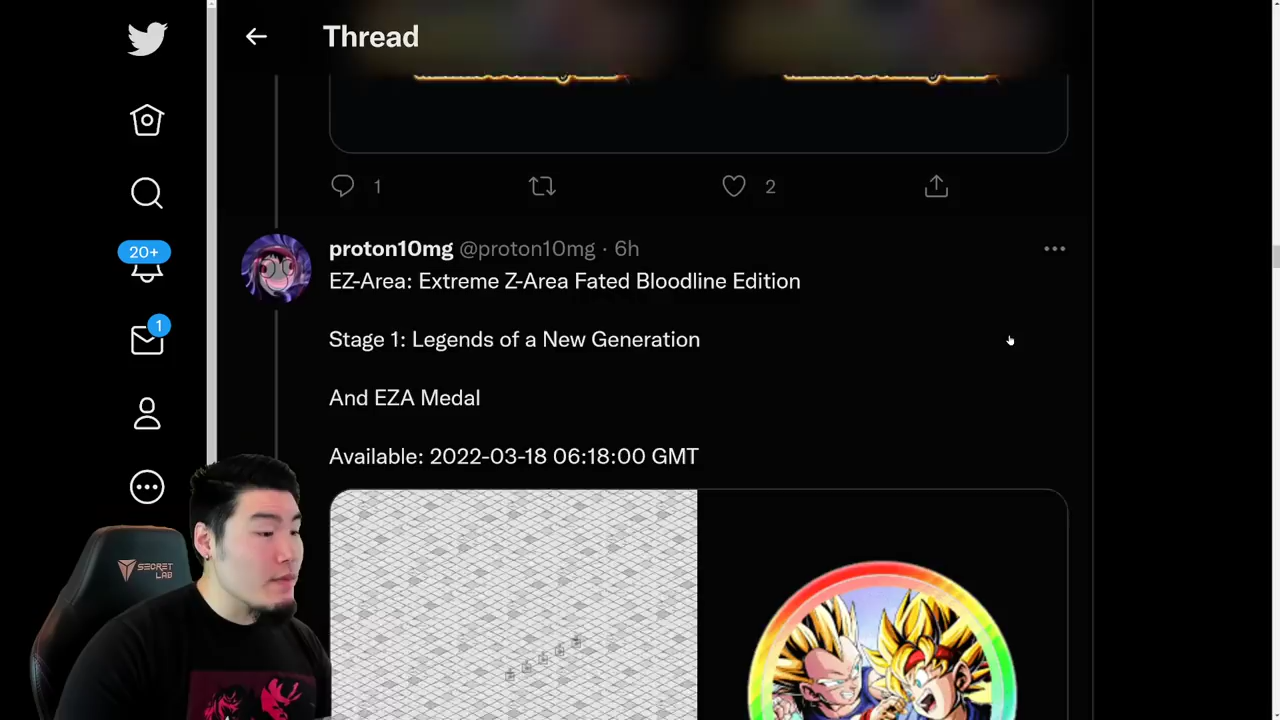 Thread
1
2
20+
proton10mg @proton10mg · 6h
EZ-Area: Extreme Z-Area Fated Bloodline Edition
1
Stage 1: Legends of a New Generation
And EZA Medal
Available: 2022-03-18 06:18:00 GMT
SECRET
LAB